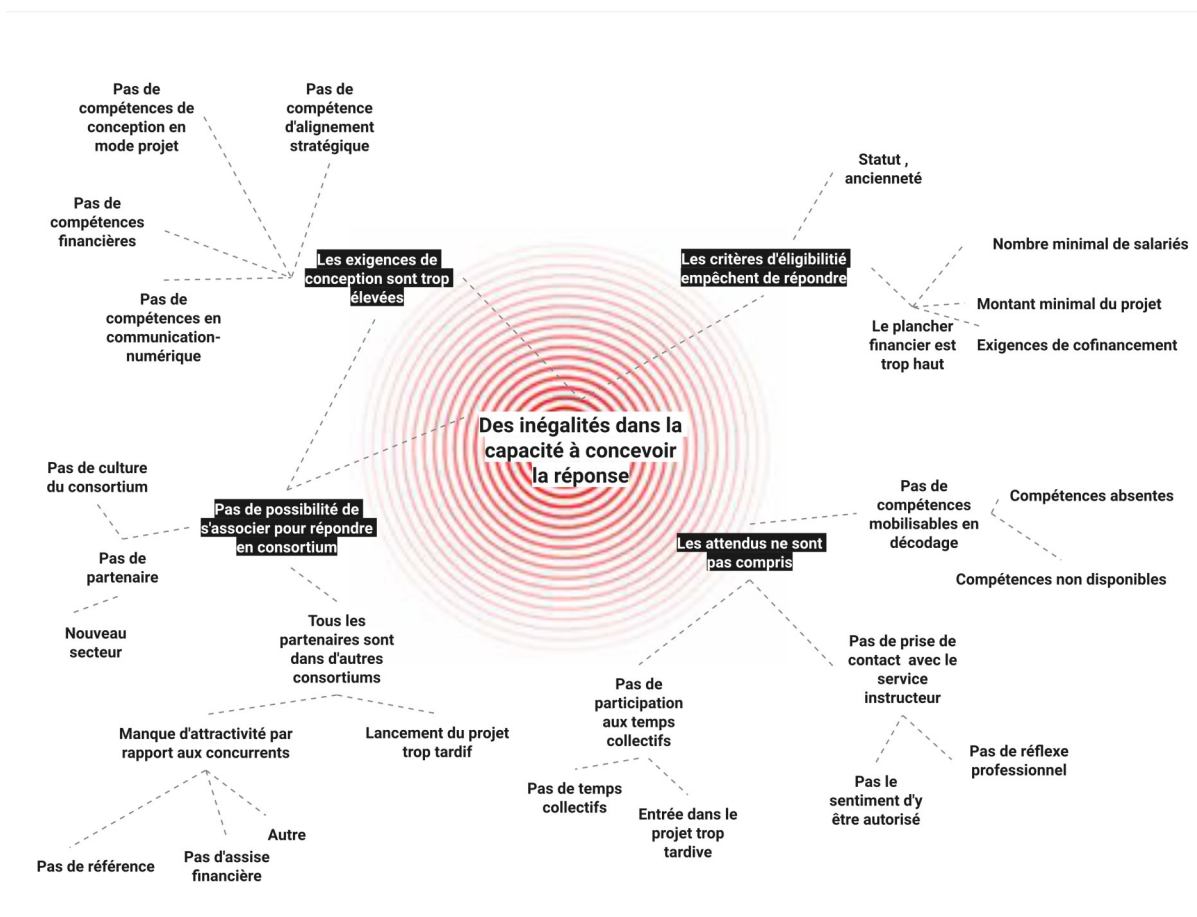 Pas de
compétences de
conception en
mode projet
Pas de
compétence
d'alignement
stratégique
Pas de
compétences
financières
Pas de
compétences en
communication-
numérique
Les exigences de
conception sont trop
élevées
Statut ,
ancienneté
Les critères d'éligibilitié
empêchent de répondre
Nombre minimal de salariés
Montant minimal du projet
Le plancher
financier est
trop haut
Exigences de cofinancement
Des inégalités dans la
capacité à concevoir
la réponse
Pas de culture
du consortium
Pas de possibilité de
s'associer pour répondre
en consortium
Pas de
partenaire
Nouveau
secteur
Tous les
partenaires sont
dans d'autres
consortiums
Manque d'attractivité par
rapport aux concurrents
Lancement du projet
trop tardif
Autre
Pas de référence
Pas d'assise
financière
Les attendus ne sont
pas compris
Pas de
compétences
mobilisables en
décodage
Compétences absentes
Compétences non disponibles
Pas de prise de
contact  avec le
service
instructeur
Pas de
participation
aux temps
collectifs
Pas de temps
collectifs
Entrée dans le
projet trop
tardive
Pas le
sentiment d'y
être autorisé
Pas de réflexe
professionnel